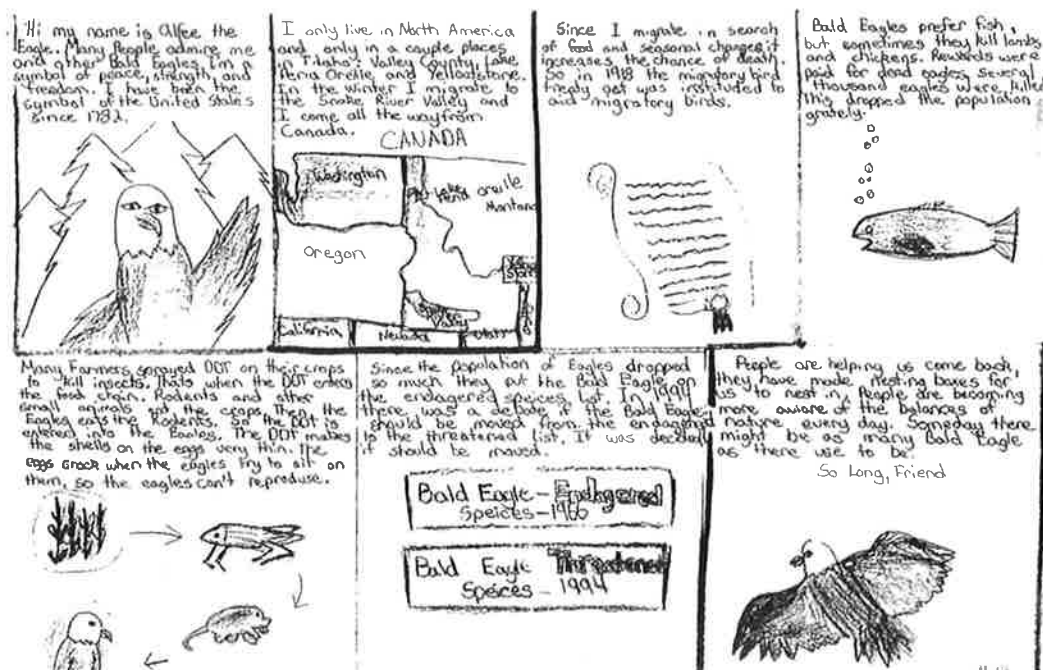 Hi my name is Alfee the
Eagle. Many People admire me
and other Bald Eagles. I'm a
symbol of peace, strength, and
freedom. I have been the
symbol of the United States
since 1782.
I only live in North America
and only in a couple places
in Idaho: Valley County, Lake
Peria Oreille, and Yellowstone.
In the winter I migrate to
the Snake River Valley and
I come all the way from
Canada.
CANADA
Washington
Lake
Peria
Oreille
Montana
Oregon
Valley
California
Nevada
Utah
Since I migrate in search
of food and seasonal changes it
increases the chance of death.
So in 1918 the migratory bird
treaty act was instituted to
aid migratory birds.
Bald Eagles prefer fish,
but sometimes they kill lambs
and chickens. Rewards were
paid for dead eagles, several
thousand eagles were killed
this dropped the population
grately.
Many Farmers sprayed DDT on their crops
to kill insects. Thats when the DDT enters
the food chain. Rodents and other
small animals eat the crops. Then the
Eagles eats the Rodents. So the DDT is
entered into the Eagles. The DDT makes
the shells on the eggs very thin. The
eggs crack when the eagles try to sit on
them, so the eagles can't reproduse.
Since the population of Eagles dropped
so much they put the Bald Eagle on
the endagered speices list. In 1994
there was a debate if the Bald Eagle
should be moved from the endagered
to the threatened list. It was decided
it should be moved.
Bald Eagle - Endagered
Speices - 1966
Bald Eagle Threatened
Speices - 1994
People are helping us come back,
they have made nesting boxes for
us to nest in. People are becoming
more aware of the balances of
nature every day. Someday there
might be as many Bald Eagle
as there use to be.
So Long, Friend